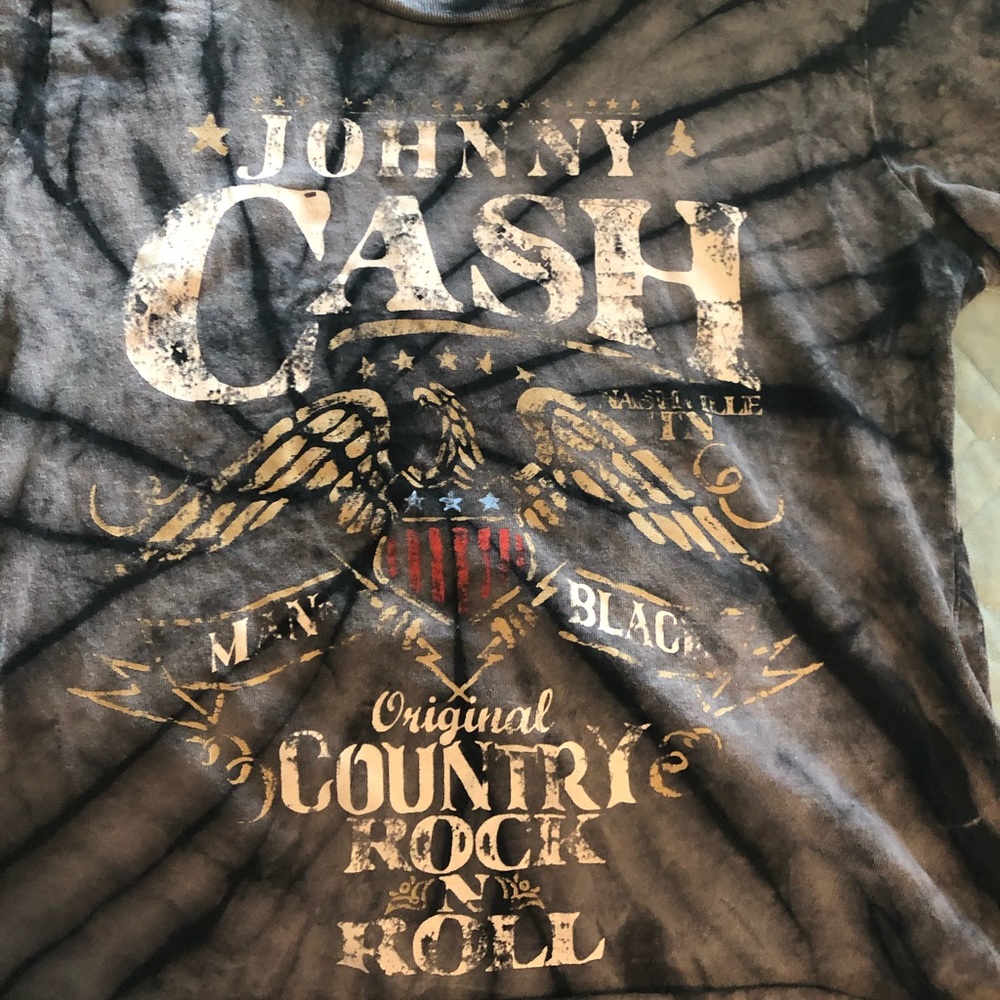 JOHNNY
CASH
NASHVILLE
TN
MAN BLACK
Original
COUNTRY
ROCK
N
ROLL